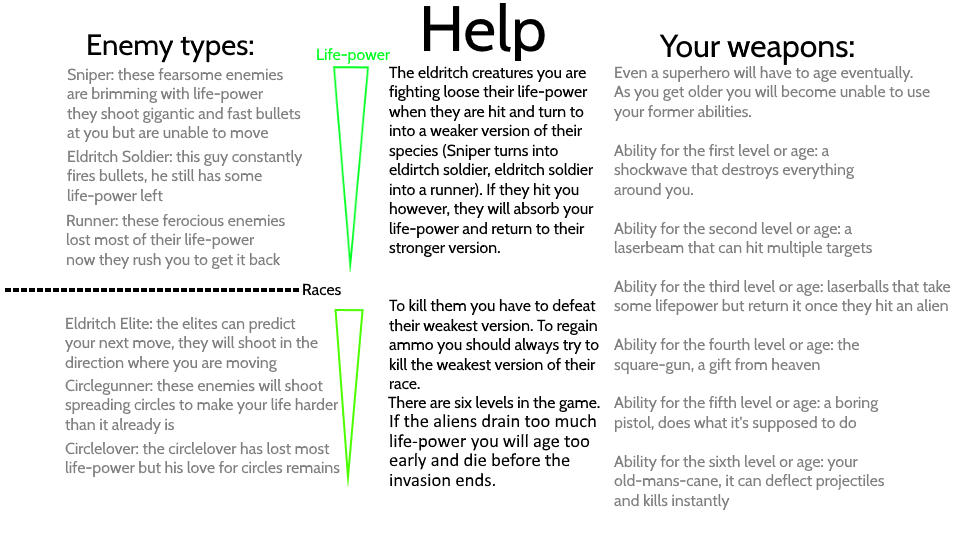 Help
Enemy types:
Sniper: these fearsome enemies
are brimming with life-power
they shoot gigantic and fast bullets
at you but are unable to move
Eldritch Soldier: this guy constantly
fires bullets, he still has some
life-power left
Runner: these ferocious enemies
lost most of their life-power
now they rush you to get it back
Races
Eldritch Elite: the elites can predict
your next move, they will shoot in the
direction where you are moving
Circlegunner: these enemies will shoot
spreading circles to make your life harder
than it already is
Circlelover: the circlelover has lost most
life-power but his love for circles remains
Life-power
The eldritch creatures you are
fighting loose their life-power
when they are hit and turn to
into a weaker version of their
species (Sniper turns into
eldirtch soldier, eldritch soldier
into a runner). If they hit you
however, they will absorb your
life-power and return to their
stronger version.
To kill them you have to defeat
their weakest version. To regain
ammo you should always try to
kill the weakest version of their
race.
There are six levels in the game.
If the aliens drain too much
life-power you will age too
early and die before the
invasion ends.
Your weapons:
Even a superhero will have to age eventually.
As you get older you will become unable to use
your former abilities.
Ability for the first level or age: a
shockwave that destroys everything
around you.
Ability for the second level or age: a
laserbeam that can hit multiple targets
Ability for the third level or age: laserballs that take
some lifepower but return it once they hit an alien
Ability for the fourth level or age: the
square-gun, a gift from heaven
Ability for the fifth level or age: a boring
pistol, does what it's supposed to do
Ability for the sixth level or age: your
old-mans-cane, it can deflect projectiles
and kills instantly